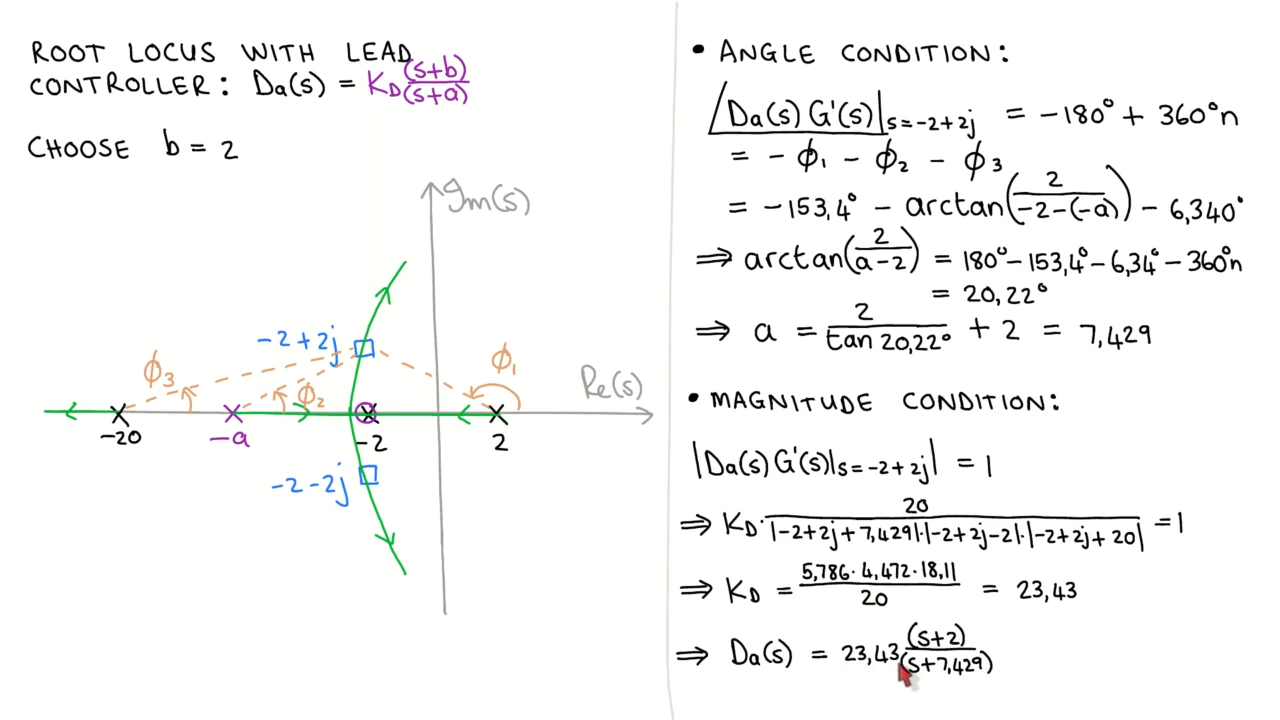 ROOT LOCUS WITH LEAD
CONTROLLER: Da(s) = KD (s+b)/(s+a)
CHOOSE b = 2
Im(s)
-2+2j
ϕ3
ϕ2
ϕ1
Re(s)
-20
-a
-2
2
-2-2j
• ANGLE CONDITION:
∠Da(s)G'(s)|s=-2+2j = -180° + 360°n
= -ϕ1 - ϕ2 - ϕ3
= -153,4° - arctan(2/(-2-(-a))) - 6,340°
⇒ arctan(2/(a-2)) = 180° - 153,4° - 6,34° - 360°n
= 20,22°
⇒ a = 2/(tan 20,22°) + 2 = 7,429
• MAGNITUDE CONDITION:
|Da(s)G'(s)|s=-2+2j| = 1
⇒ KD · 20/(|-2+2j+7,429|·|-2+2j-2|·|-2+2j+20|) = 1
⇒ KD = (5,786 · 4,472 · 18,11)/20 = 23,43
⇒ Da(s) = 23,43 (s+2)/(s+7,429)